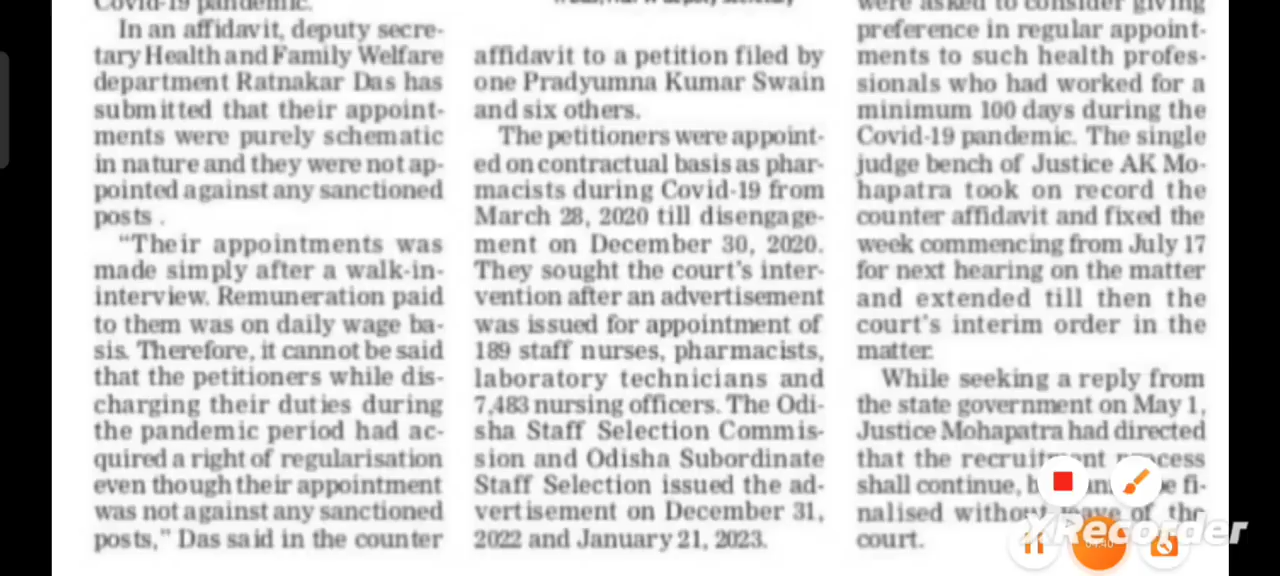 Covid-19 pandemic.
In an affidavit, deputy secre-
tary Health and Family Welfare
department Ratnakar Das has
submitted that their appoint-
ments were purely schematic
in nature and they were not ap-
pointed against any sanctioned
posts .
"Their appointments was
made simply after a walk-in-
interview. Remuneration paid
to them was on daily wage ba-
sis. Therefore, it cannot be said
that the petitioners while dis-
charging their duties during
the pandemic period had ac-
quired a right of regularisation
even though their appointment
was not against any sanctioned
posts," Das said in the counter
affidavit to a petition filed by
one Pradyumna Kumar Swain
and six others.
The petitioners were appoint-
ed on contractual basis as phar-
macists during Covid-19 from
March 28, 2020 till disengage-
ment on December 30, 2020.
They sought the court's inter-
vention after an advertisement
was issued for appointment of
189 staff nurses, pharmacists,
laboratory technicians and
7,483 nursing officers. The Odi-
sha Staff Selection Commis-
sion and Odisha Subordinate
Staff Selection issued the ad-
vertisement on December 31,
2022 and January 21, 2023.
were asked to consider giving
preference in regular appoint-
ments to such health profes-
sionals who had worked for a
minimum 100 days during the
Covid-19 pandemic. The single
judge bench of Justice AK Mo-
hapatra took on record the
counter affidavit and fixed the
week commencing from July 17
for next hearing on the matter
and extended till then the
court's interim order in the
matter.
While seeking a reply from
the state government on May 1,
Justice Mohapatra had directed
that the recruitment process
shall continue, be fi-
nalised without leave of the
court.
XRecorder
04:40